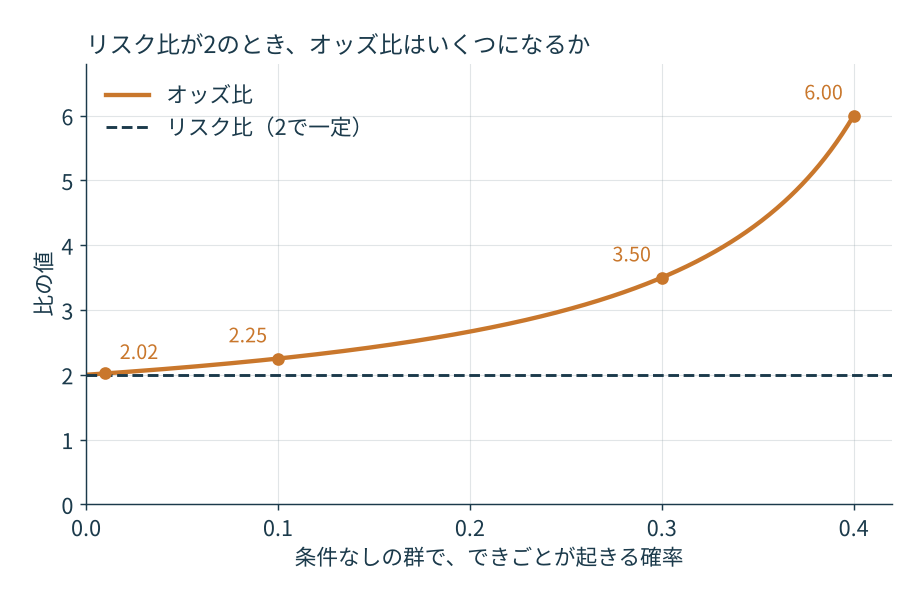 リスク比が2のとき、オッズ比はいくつになるか
オッズ比
リスク比（2で一定）
6.00
3.50
2.25
2.02
比の値
6
5
4
3
2
1
0
0.0 0.1 0.2 0.3 0.4
条件なしの群で、できごとが起きる確率